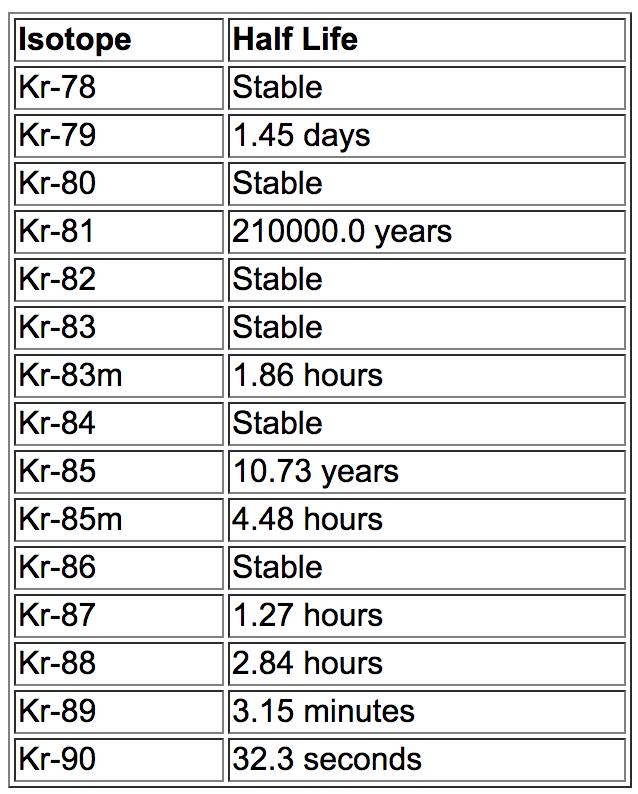 Isotope Half Life
Kr-78 Stable
Kr-79 1.45 days
Kr-80 Stable
Kr-81 210000.0 years
Kr-82 Stable
Kr-83 Stable
Kr-83m 1.86 hours
Kr-84 Stable
Kr-85 10.73 years
Kr-85m 4.48 hours
Kr-86 Stable
Kr-87 1.27 hours
Kr-88 2.84 hours
Kr-89 3.15 minutes
Kr-90 32.3 seconds